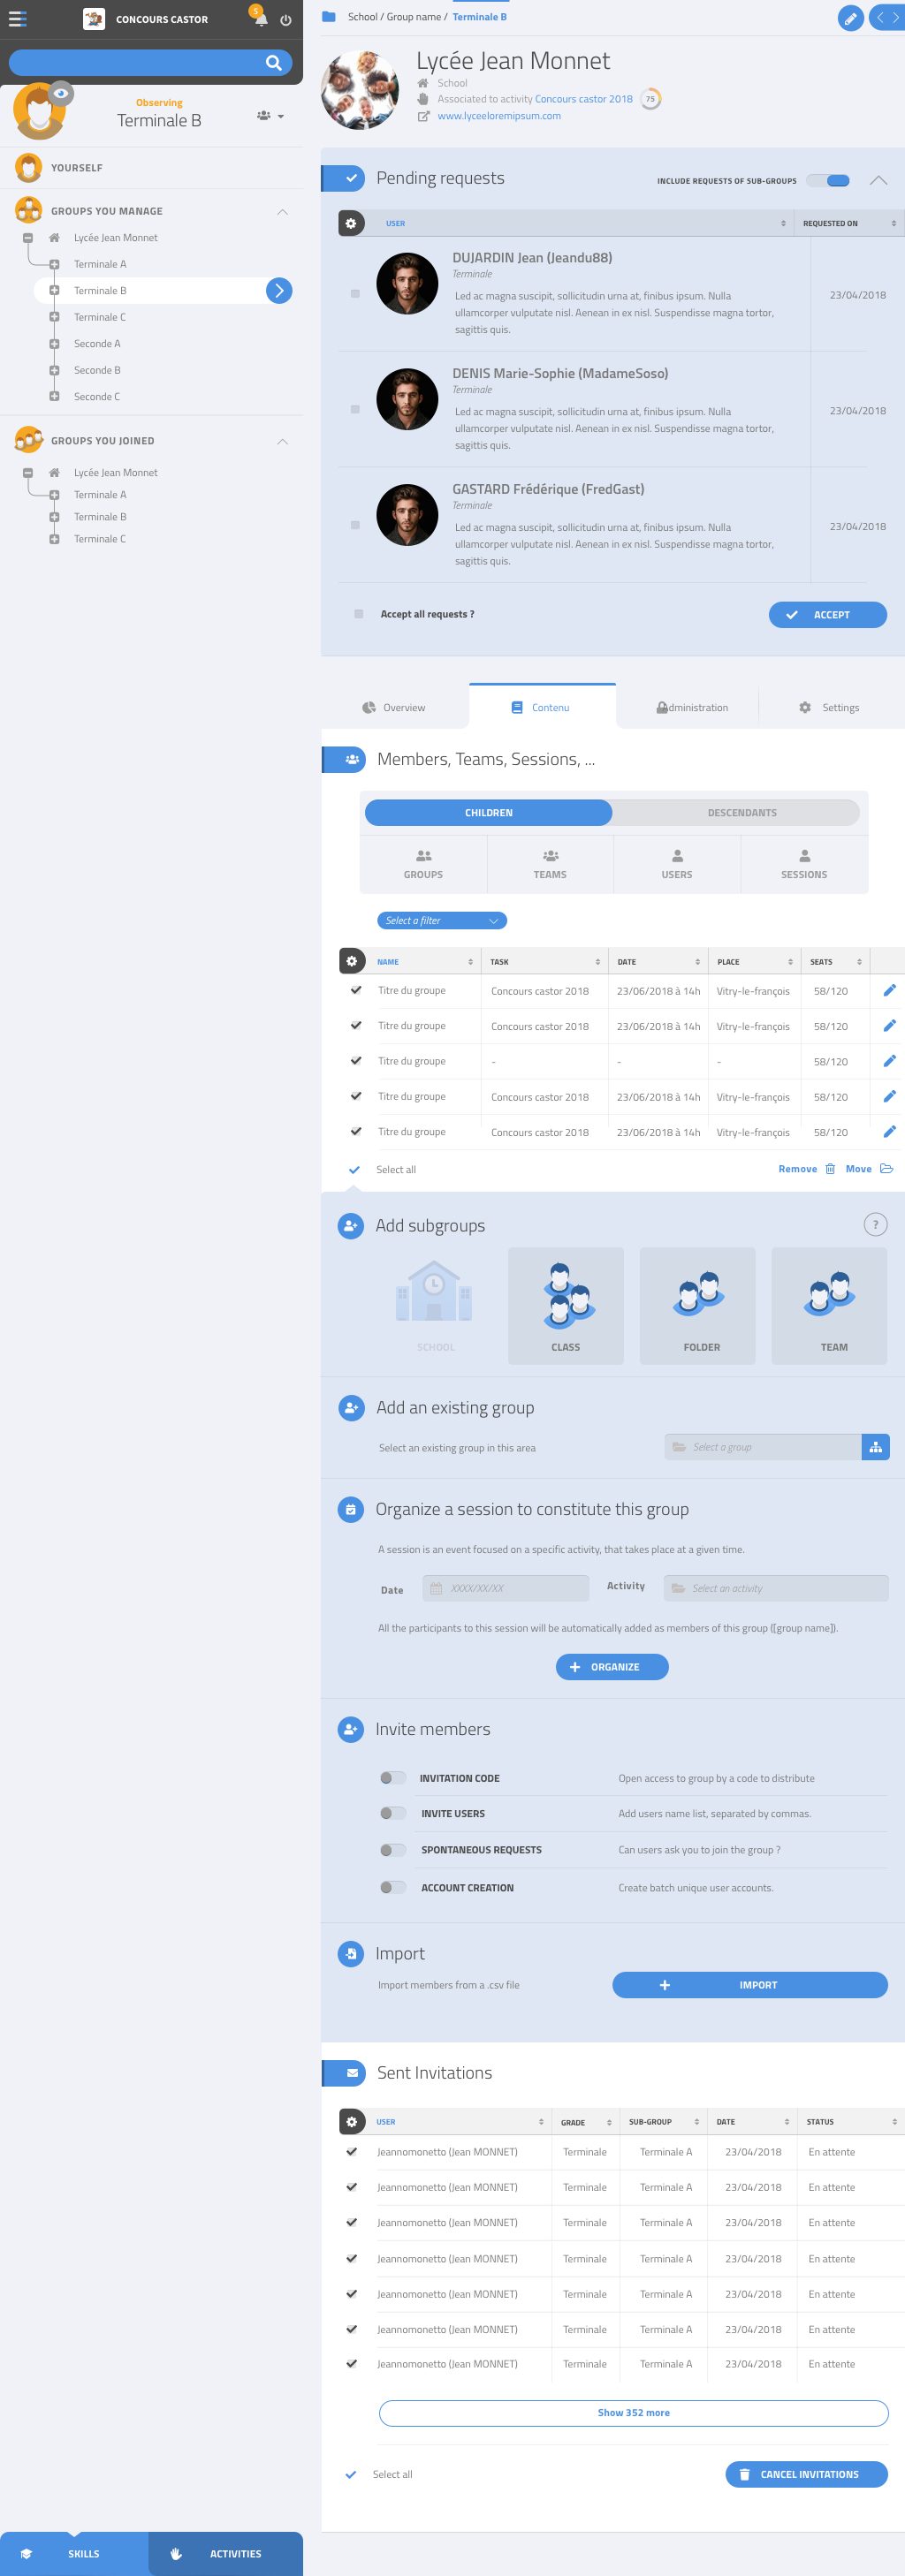 CONCOURS CASTOR
5
Observing
Terminale B
YOURSELF
GROUPS YOU MANAGE
Lycée Jean Monnet
Terminale A
Terminale B
Terminale C
Seconde A
Seconde B
Seconde C
GROUPS YOU JOINED
Lycée Jean Monnet
Terminale A
Terminale B
Terminale C
SKILLS
ACTIVITIES
School / Group name / Terminale B
Lycée Jean Monnet
School
Associated to activity Concours castor 2018 75
www.lyceeloremipsum.com
Pending requests
INCLUDE REQUESTS OF SUB-GROUPS
USER REQUESTED ON
DUJARDIN Jean (Jeandu88)
Terminale
Led ac magna suscipit, sollicitudin urna at, finibus ipsum. Nulla
ullamcorper vulputate nisl. Aenean in ex nisl. Suspendisse magna tortor,
sagittis quis.
23/04/2018
DENIS Marie-Sophie (MadameSoso)
Terminale
Led ac magna suscipit, sollicitudin urna at, finibus ipsum. Nulla
ullamcorper vulputate nisl. Aenean in ex nisl. Suspendisse magna tortor,
sagittis quis.
23/04/2018
GASTARD Frédérique (FredGast)
Terminale
Led ac magna suscipit, sollicitudin urna at, finibus ipsum. Nulla
ullamcorper vulputate nisl. Aenean in ex nisl. Suspendisse magna tortor,
sagittis quis.
23/04/2018
Accept all requests ?
ACCEPT
Overview Contenu dministration Settings
Members, Teams, Sessions, ...
CHILDREN DESCENDANTS
GROUPS TEAMS USERS SESSIONS
Select a filter
NAME TASK DATE PLACE SEATS
Titre du groupe Concours castor 2018 23/06/2018 à 14h Vitry-le-françois 58/120
Titre du groupe Concours castor 2018 23/06/2018 à 14h Vitry-le-françois 58/120
Titre du groupe - - - 58/120
Titre du groupe Concours castor 2018 23/06/2018 à 14h Vitry-le-françois 58/120
Titre du groupe Concours castor 2018 23/06/2018 à 14h Vitry-le-françois 58/120
Select all Remove Move
Add subgroups
?
SCHOOL CLASS FOLDER TEAM
Add an existing group
Select an existing group in this area Select a group
Organize a session to constitute this group
A session is an event focused on a specific activity, that takes place at a given time.
Date XXXX/XX/XX Activity Select an activity
All the participants to this session will be automatically added as members of this group ([group name]).
ORGANIZE
Invite members
INVITATION CODE Open access to group by a code to distribute
INVITE USERS Add users name list, separated by commas.
SPONTANEOUS REQUESTS Can users ask you to join the group ?
ACCOUNT CREATION Create batch unique user accounts.
Import
Import members from a .csv file IMPORT
Sent Invitations
USER GRADE SUB-GROUP DATE STATUS
Jeannomonetto (Jean MONNET) Terminale Terminale A 23/04/2018 En attente
Jeannomonetto (Jean MONNET) Terminale Terminale A 23/04/2018 En attente
Jeannomonetto (Jean MONNET) Terminale Terminale A 23/04/2018 En attente
Jeannomonetto (Jean MONNET) Terminale Terminale A 23/04/2018 En attente
Jeannomonetto (Jean MONNET) Terminale Terminale A 23/04/2018 En attente
Jeannomonetto (Jean MONNET) Terminale Terminale A 23/04/2018 En attente
Jeannomonetto (Jean MONNET) Terminale Terminale A 23/04/2018 En attente
Show 352 more
Select all CANCEL INVITATIONS